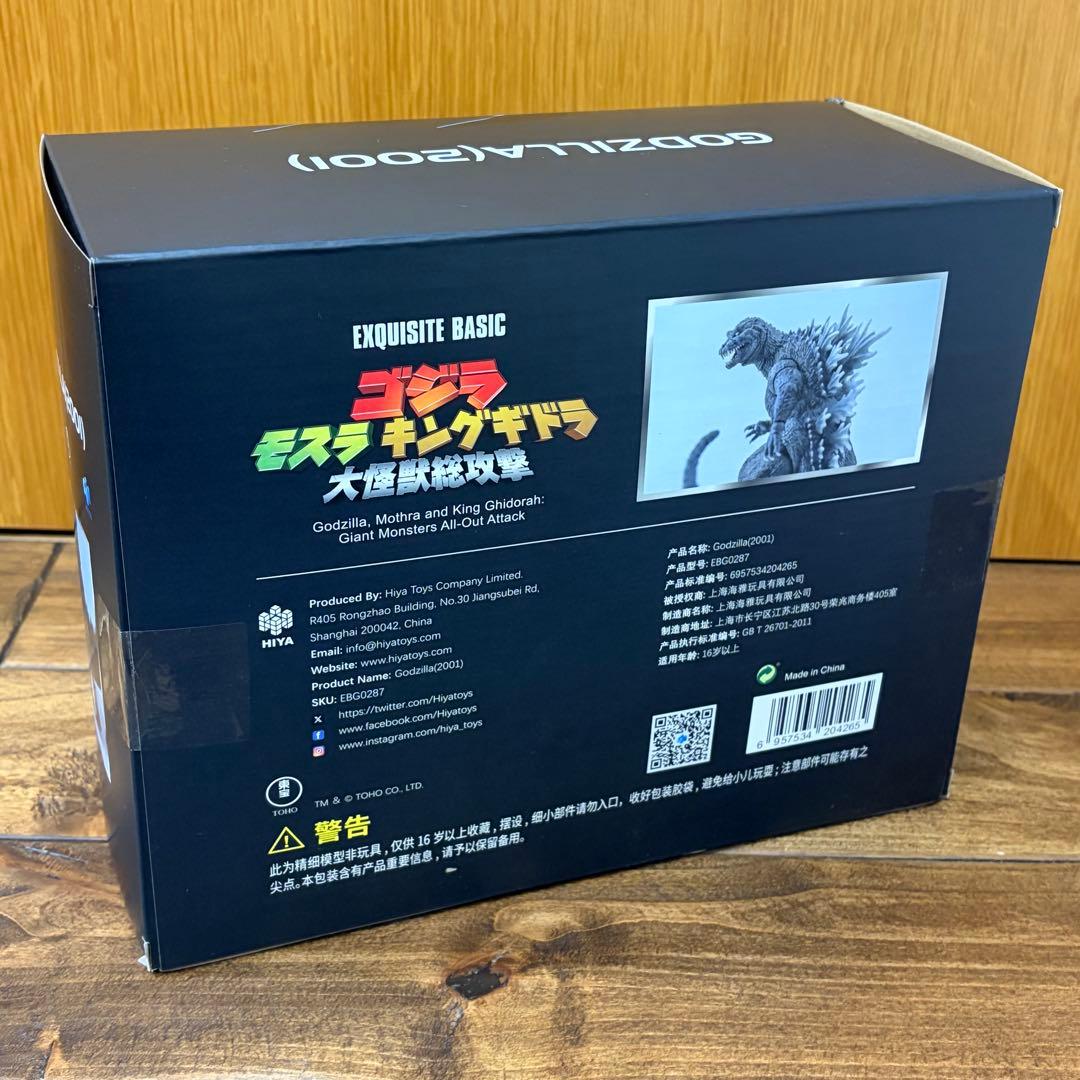 GODZILLA(2001)
EXQUISITE BASIC
ゴジラ
モスラ キングギドラ
大怪獣総攻撃
Godzilla, Mothra and King Ghidorah:
Giant Monsters All-Out Attack
HIYA
Produced By: Hiya Toys Company Limited.
R405 Rongzhao Building, No.30 Jiangsubei Rd,
Shanghai 200042, China
Email: info@hiyatoys.com
Website: www.hiyatoys.com
Product Name: Godzilla(2001)
SKU: EBG0287
https://twitter.com/Hiyatoys
www.facebook.com/Hiyatoys
www.instagram.com/hiya_toys
产品名称: Godzilla(2001)
产品型号: EBG0287
产品标准编号: 6957534204265
被授权商: 上海海雅玩具有限公司
制造商名称: 上海海雅玩具有限公司
制造商地址: 上海市长宁区江苏北路30号荣兆商务楼405室
产品执行标准编号: GB T 26701-2011
适用年龄: 16岁以上
Made in China
6 957534 204265
東宝
TOHO
TM & © TOHO CO., LTD.
警告
此为精细模型非玩具，仅供 16 岁以上收藏，摆设，细小部件请勿入口，收好包装胶袋，避免给小儿玩耍；注意部件可能存有之
尖点。本包装含有产品重要信息，请予以保留备用。